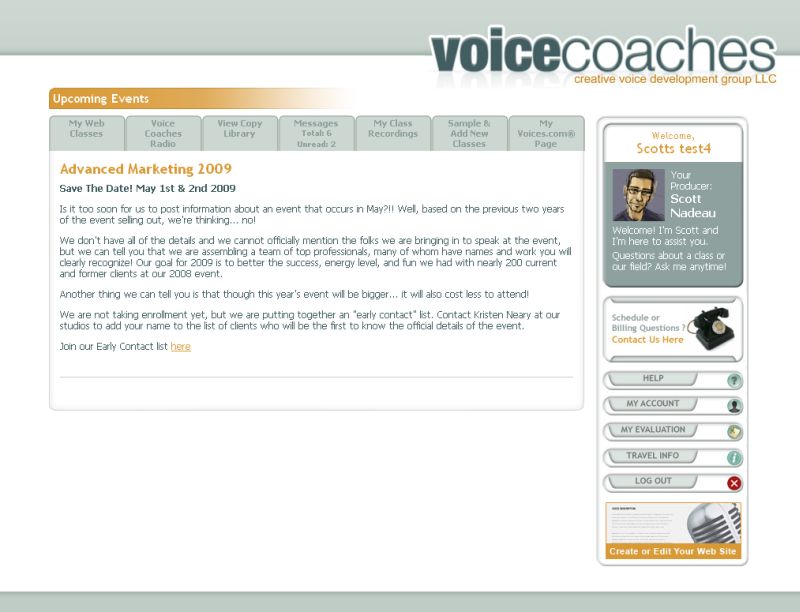 voicecoaches
creative voice development group LLC
Upcoming Events
My Web
Classes
Voice
Coaches
Radio
View Copy
Library
Messages
Total: 6
Unread: 2
My Class
Recordings
Sample &
Add New
Classes
My
Voices.com®
Page
Advanced Marketing 2009
Save The Date! May 1st & 2nd 2009
Is it too soon for us to post information about an event that occurs in May?!! Well, based on the previous two years
of the event selling out, we're thinking... no!
We don't have all of the details and we cannot officially mention the folks we are bringing in to speak at the event,
but we can tell you that we are assembling a team of top professionals, many of whom have names and work you will
clearly recognize! Our goal for 2009 is to better the success, energy level, and fun we had with nearly 200 current
and former clients at our 2008 event.
Another thing we can tell you is that though this year's event will be bigger... it will also cost less to attend!
We are not taking enrollment yet, but we are putting together an "early contact" list. Contact Kristen Neary at our
studios to add your name to the list of clients who will be the first to know the official details of the event.
Join our Early Contact list here
Welcome,
Scotts test4
Your
Producer:
Scott
Nadeau
Welcome! I'm Scott and
I'm here to assist you.
Questions about a class or
our field? Ask me anytime!
Schedule or
Billing Questions ?
Contact Us Here
HELP
?
MY ACCOUNT
MY EVALUATION
TRAVEL INFO
i
LOG OUT
Create or Edit Your Web Site